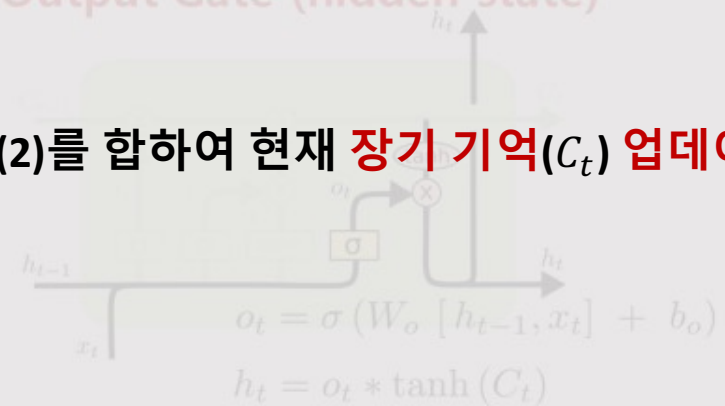 Output Gate (hidden state)
h_t
(2)를 합하여 현재 장기 기억(C_t) 업데
tanh
o_t
σ
h_{t-1}
h_t
o_t = σ (W_o [h_{t-1}, x_t] + b_o)
x_t
h_t = o_t * tanh (C_t)